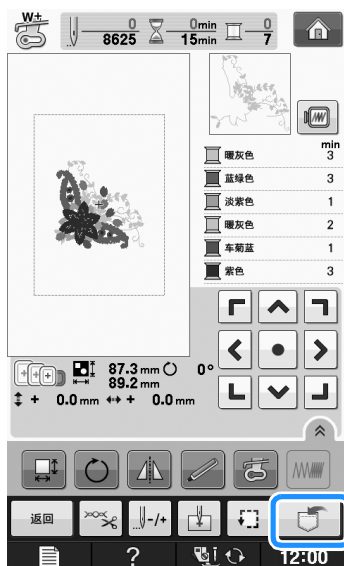 W+
0 0min 0
8625 15min 7
min
暖灰色 3
蓝绿色 3
淡紫色 1
暖灰色 2
车菊蓝 1
紫色 3
87.3 mm 0°
89.2 mm
+ 0.0 mm + 0.0 mm
返回 -/+
? 12:00